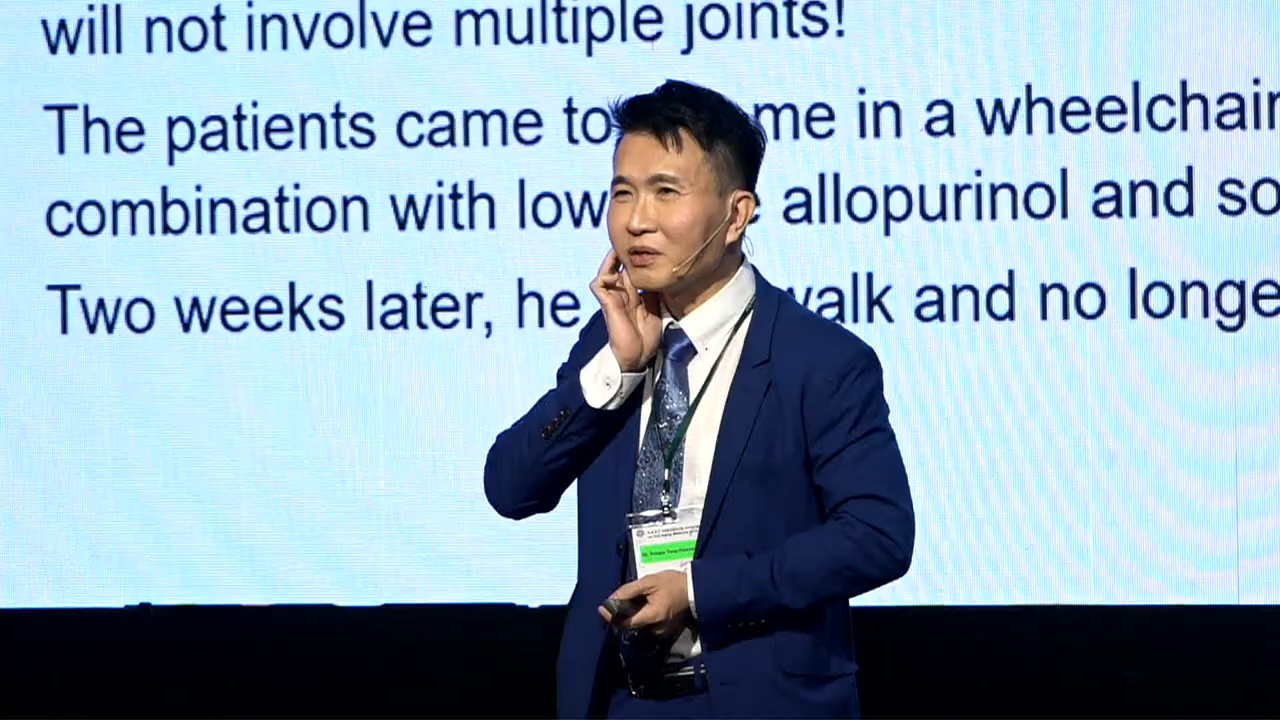 will not involve multiple joints!
The patients came to me in a wheelchair
combination with low allopurinol and so
Two weeks later, he walk and no longe